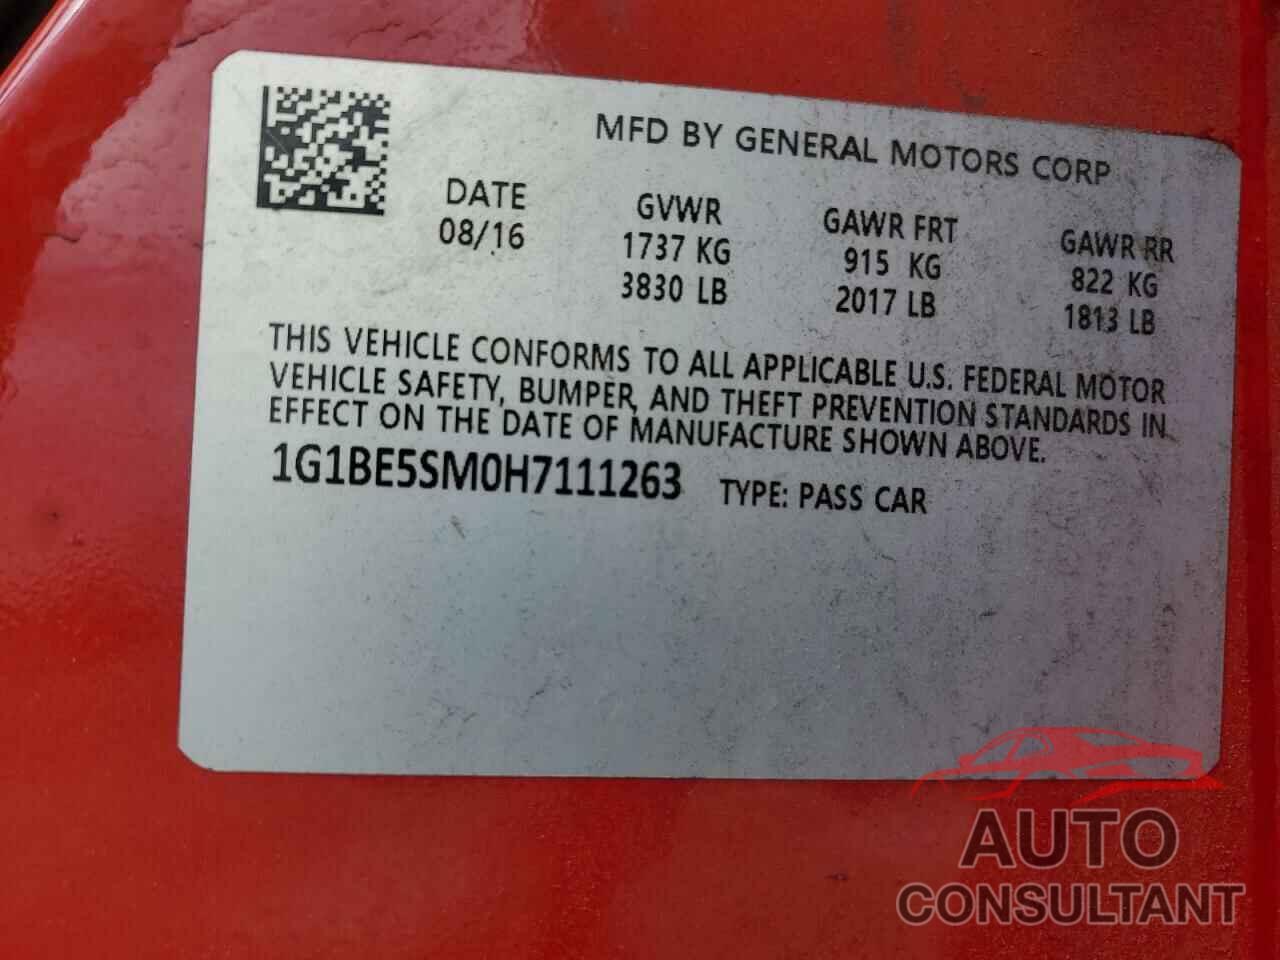 MFD BY GENERAL MOTORS CORP
DATE GVWR GAWR FRT GAWR RR
08/16 1737 KG 915 KG 822 KG
3830 LB 2017 LB 1813 LB
THIS VEHICLE CONFORMS TO ALL APPLICABLE U.S. FEDERAL MOTOR
VEHICLE SAFETY, BUMPER, AND THEFT PREVENTION STANDARDS IN
EFFECT ON THE DATE OF MANUFACTURE SHOWN ABOVE.
1G1BE5SM0H7111263 TYPE: PASS CAR
AUTO
CONSULTANT